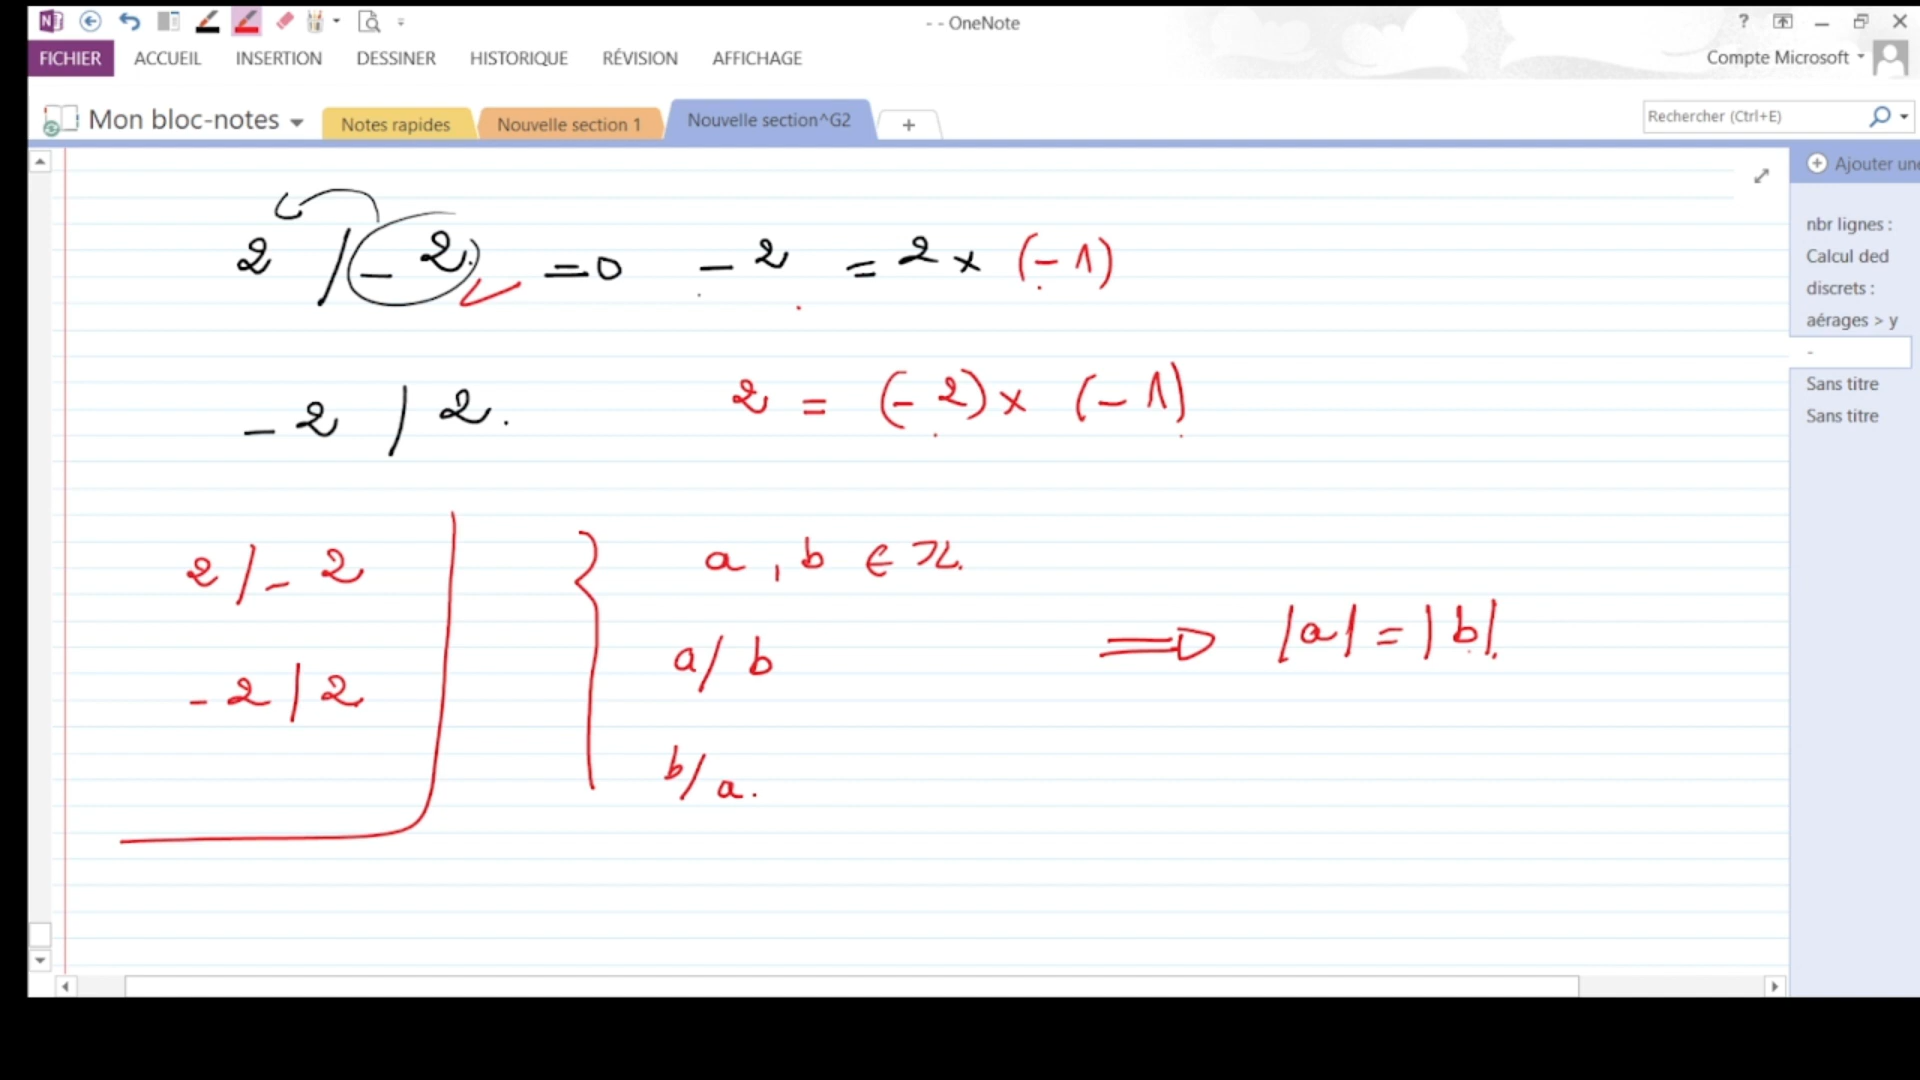 - - OneNote
?
FICHIER ACCUEIL INSERTION DESSINER HISTORIQUE RÉVISION AFFICHAGE
Compte Microsoft
Mon bloc-notes Notes rapides Nouvelle section 1 Nouvelle section^G2 +
Rechercher (Ctrl+E)
Ajouter une
nbr lignes :
Calcul ded
discrets :
aérages > y
-
Sans titre
Sans titre
2 / -2. => -2 = 2 × (-1)
-2 / 2. 2 = (-2) × (-1)
2 / -2
-2 / 2
a, b ∈ ℤ.
a / b
b / a.
=> |a| = |b|.